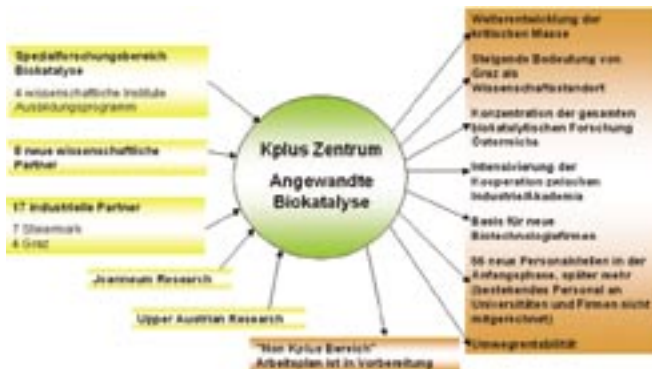 Spezialforschungsbereich
Biokatalyse
4 wissenschaftliche Institute
Ausbildungsprogramm
8 neue wissenschaftliche
Partner
17 industrielle Partner
7 Steiermark
4 Graz
Joanneum Research
Upper Austrian Research
Kplus Zentrum
Angewandte
Biokatalyse
"Non Kplus Bereich"
Arbeitsplan ist in Vorbereitung
Weiterentwicklung der
kritischen Masse
Steigende Bedeutung von
Graz als
Wissenschaftsstandort
Konzentration der gesamten
biokatalytischen Forschung
Österreichs
Intensivierung der
Kooperation zwischen
Industrie/Akademia
Basis für neue
Biotechnologiefirmen
56 neue Personalstellen in der
Anfangsphase, später mehr
(bestehendes Personal an
Universitäten und Firmen nicht
mitgerechnet)
Umwegrentabilität